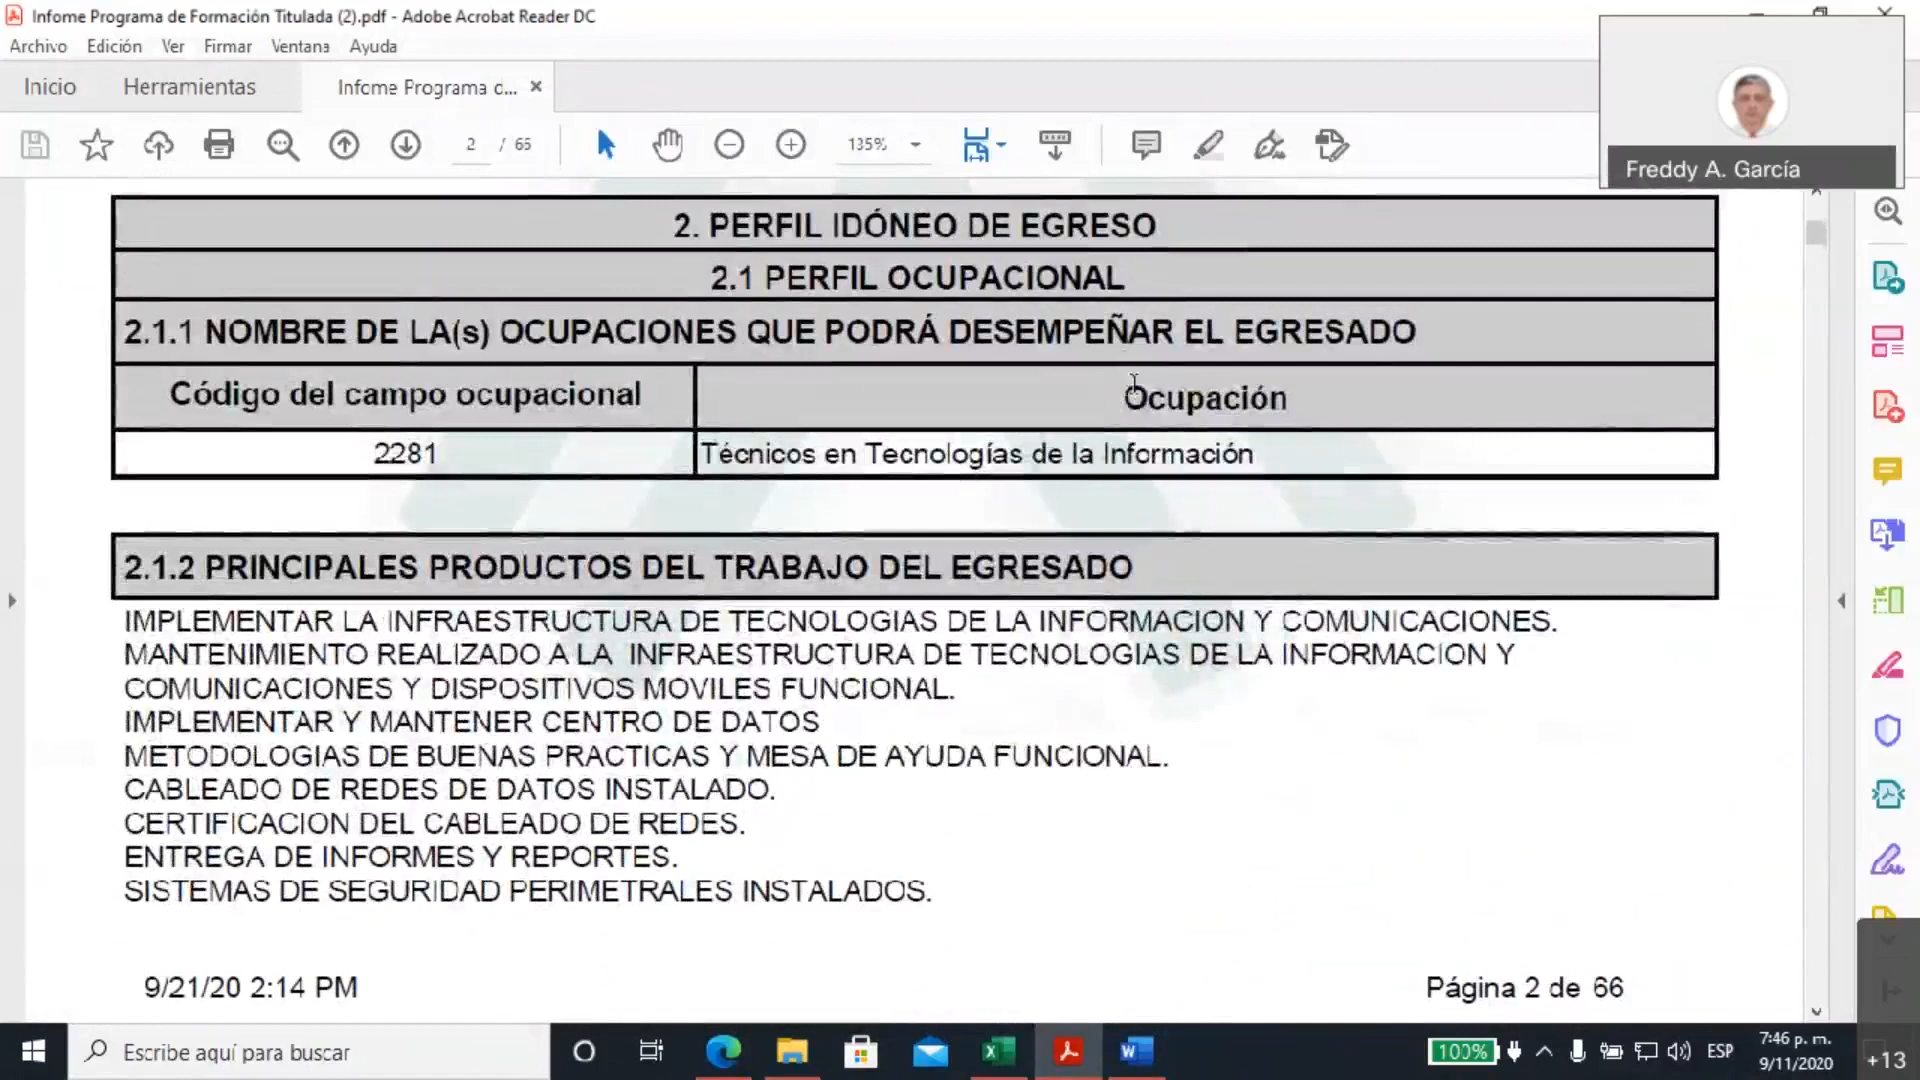 Infome Programa de Formación Titulada (2).pdf - Adobe Acrobat Reader DC
Archivo Edición Ver Firmar Ventana Ayuda
Inicio Herramientas Infome Programa d...
2 / 65 135%
Freddy A. García
2. PERFIL IDÓNEO DE EGRESO
2.1 PERFIL OCUPACIONAL
2.1.1 NOMBRE DE LA(s) OCUPACIONES QUE PODRÁ DESEMPEÑAR EL EGRESADO
Código del campo ocupacional Ocupación
2281 Técnicos en Tecnologías de la Información
2.1.2 PRINCIPALES PRODUCTOS DEL TRABAJO DEL EGRESADO
IMPLEMENTAR LA INFRAESTRUCTURA DE TECNOLOGIAS DE LA INFORMACION Y COMUNICACIONES.
MANTENIMIENTO REALIZADO A LA INFRAESTRUCTURA DE TECNOLOGIAS DE LA INFORMACION Y
COMUNICACIONES Y DISPOSITIVOS MOVILES FUNCIONAL.
IMPLEMENTAR Y MANTENER CENTRO DE DATOS
METODOLOGIAS DE BUENAS PRACTICAS Y MESA DE AYUDA FUNCIONAL.
CABLEADO DE REDES DE DATOS INSTALADO.
CERTIFICACION DEL CABLEADO DE REDES.
ENTREGA DE INFORMES Y REPORTES.
SISTEMAS DE SEGURIDAD PERIMETRALES INSTALADOS.
9/21/20 2:14 PM Página 2 de 66
Escribe aquí para buscar
100% ESP 7:46 p. m.
9/11/2020
+13